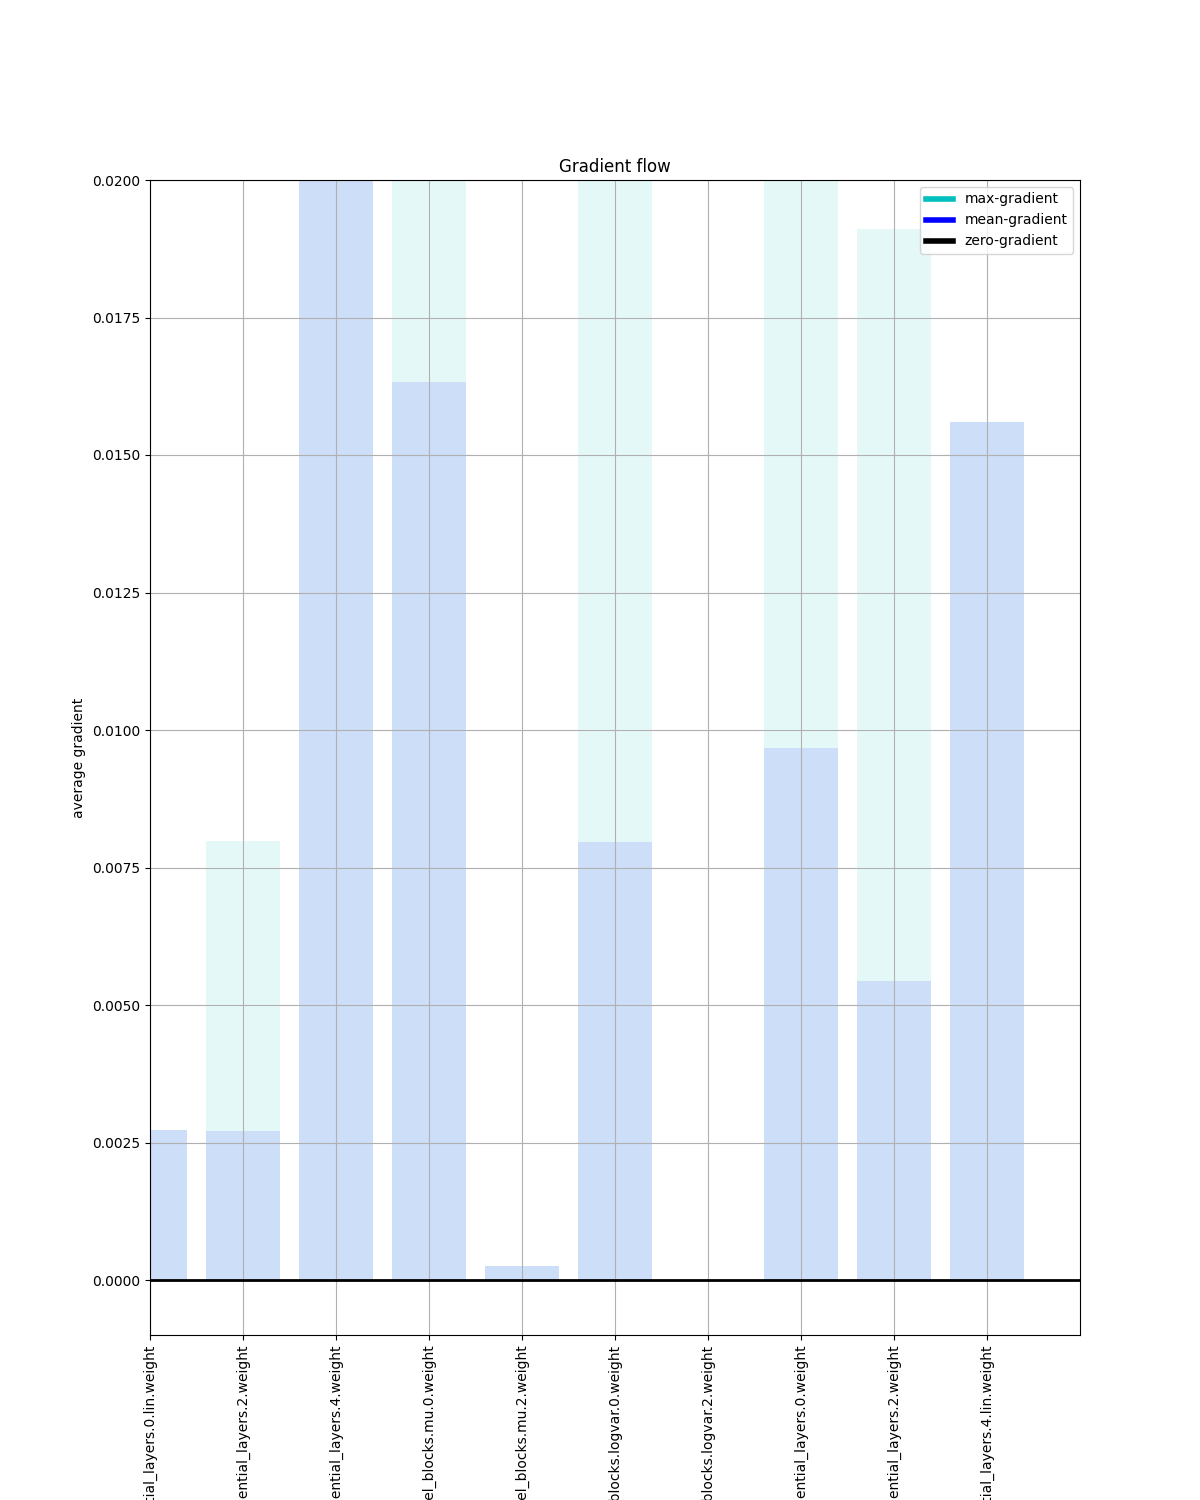 Gradient flow
0.0200
0.0175
0.0150
0.0125
0.0100
0.0075
0.0050
0.0025
0.0000
average gradient
max-gradient
mean-gradient
zero-gradient
tial_layers.0.lin.weight
ential_layers.2.weight
ential_layers.4.weight
el_blocks.mu.0.weight
el_blocks.mu.2.weight
blocks.logvar.0.weight
blocks.logvar.2.weight
ential_layers.0.weight
ential_layers.2.weight
tial_layers.4.lin.weight